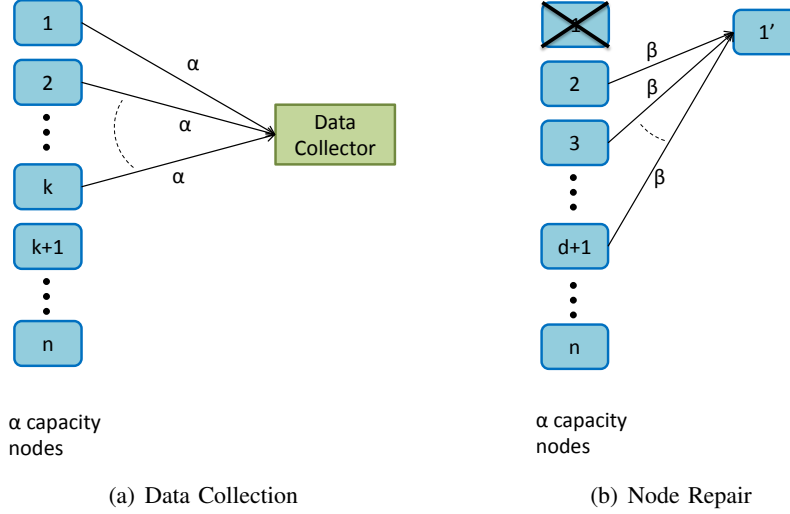 1
2
k
k+1
n
α
α
α
Data
Collector
α capacity
nodes
(a) Data Collection
1
2
3
d+1
n
1’
β
β
β
α capacity
nodes
(b) Node Repair